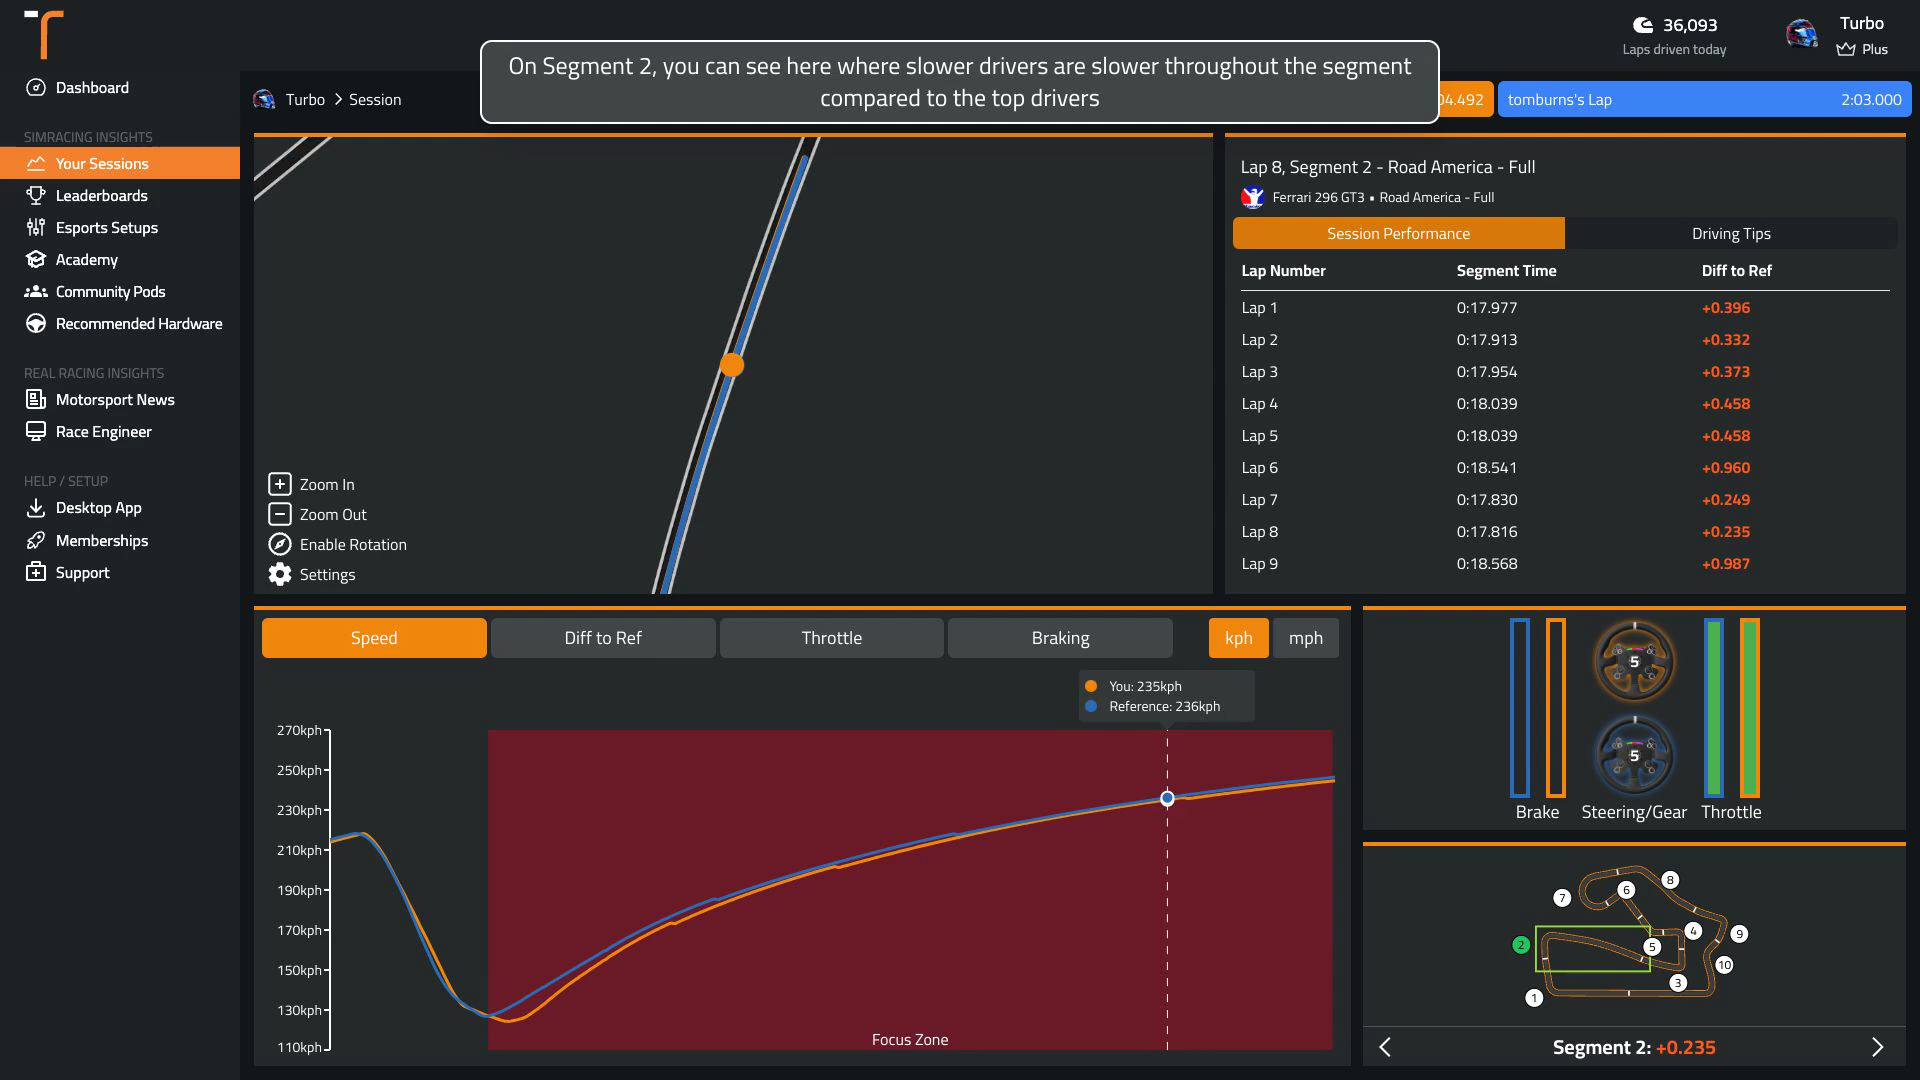 36,093
Laps driven today
Turbo
Plus
On Segment 2, you can see here where slower drivers are slower throughout the segment
compared to the top drivers
Dashboard
SIMRACING INSIGHTS
Your Sessions
Leaderboards
Esports Setups
Academy
Community Pods
Recommended Hardware
REAL RACING INSIGHTS
Motorsport News
Race Engineer
HELP / SETUP
Desktop App
Memberships
Support
Turbo > Session
04.492
tomburns's Lap 2:03.000
Zoom In
Zoom Out
Enable Rotation
Settings
Lap 8, Segment 2 - Road America - Full
Ferrari 296 GT3 • Road America - Full
Session Performance Driving Tips
Lap Number Segment Time Diff to Ref
Lap 1 0:17.977 +0.396
Lap 2 0:17.913 +0.332
Lap 3 0:17.954 +0.373
Lap 4 0:18.039 +0.458
Lap 5 0:18.039 +0.458
Lap 6 0:18.541 +0.960
Lap 7 0:17.830 +0.249
Lap 8 0:17.816 +0.235
Lap 9 0:18.568 +0.987
Speed Diff to Ref Throttle Braking kph mph
You: 235kph
Reference: 236kph
270kph
250kph
230kph
210kph
190kph
170kph
150kph
130kph
110kph
Focus Zone
5
5
Brake Steering/Gear Throttle
8
6
7
4
9
2
5
10
3
1
Segment 2: +0.235